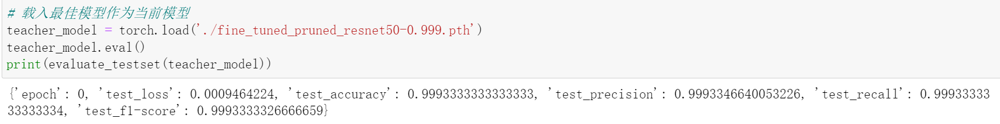 # 载入最佳模型作为当前模型
teacher_model = torch.load('./fine_tuned_pruned_resnet50-0.999.pth')
teacher_model.eval()
print(evaluate_testset(teacher_model))
{'epoch': 0, 'test_loss': 0.0009464224, 'test_accuracy': 0.9993333333333333, 'test_precision': 0.9993346640053226, 'test_recall': 0.99933333
33333334, 'test_f1-score': 0.9993333326666659}